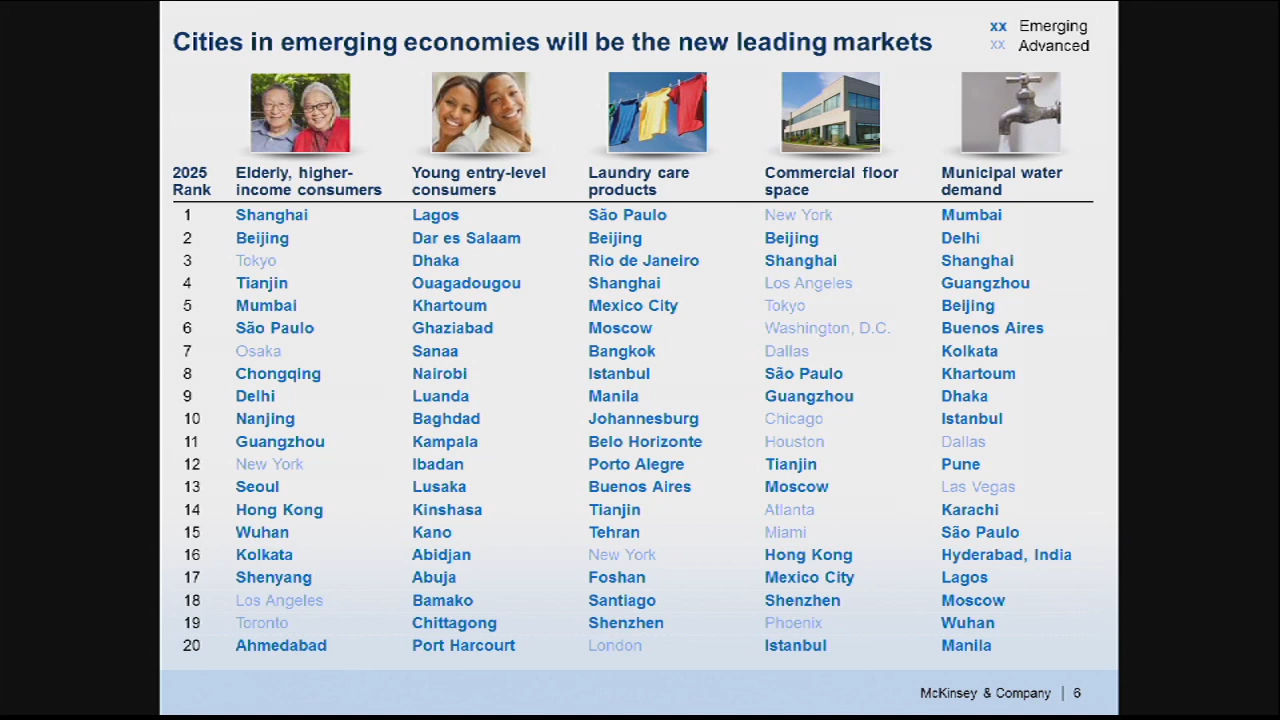 Cities in emerging economies will be the new leading markets
xx Emerging
xx Advanced
2025 Rank Elderly, higher-income consumers Young entry-level consumers Laundry care products Commercial floor space Municipal water demand
1 Shanghai Lagos São Paulo New York Mumbai
2 Beijing Dar es Salaam Beijing Beijing Delhi
3 Tokyo Dhaka Rio de Janeiro Shanghai Shanghai
4 Tianjin Ouagadougou Shanghai Los Angeles Guangzhou
5 Mumbai Khartoum Mexico City Tokyo Beijing
6 São Paulo Ghaziabad Moscow Washington, D.C. Buenos Aires
7 Osaka Sanaa Bangkok Dallas Kolkata
8 Chongqing Nairobi Istanbul São Paulo Khartoum
9 Delhi Luanda Manila Guangzhou Dhaka
10 Nanjing Baghdad Johannesburg Chicago Istanbul
11 Guangzhou Kampala Belo Horizonte Houston Dallas
12 New York Ibadan Porto Alegre Tianjin Pune
13 Seoul Lusaka Buenos Aires Moscow Las Vegas
14 Hong Kong Kinshasa Tianjin Atlanta Karachi
15 Wuhan Kano Tehran Miami São Paulo
16 Kolkata Abidjan New York Hong Kong Hyderabad, India
17 Shenyang Abuja Foshan Mexico City Lagos
18 Los Angeles Bamako Santiago Shenzhen Moscow
19 Toronto Chittagong Shenzhen Phoenix Wuhan
20 Ahmedabad Port Harcourt London Istanbul Manila
McKinsey & Company | 6